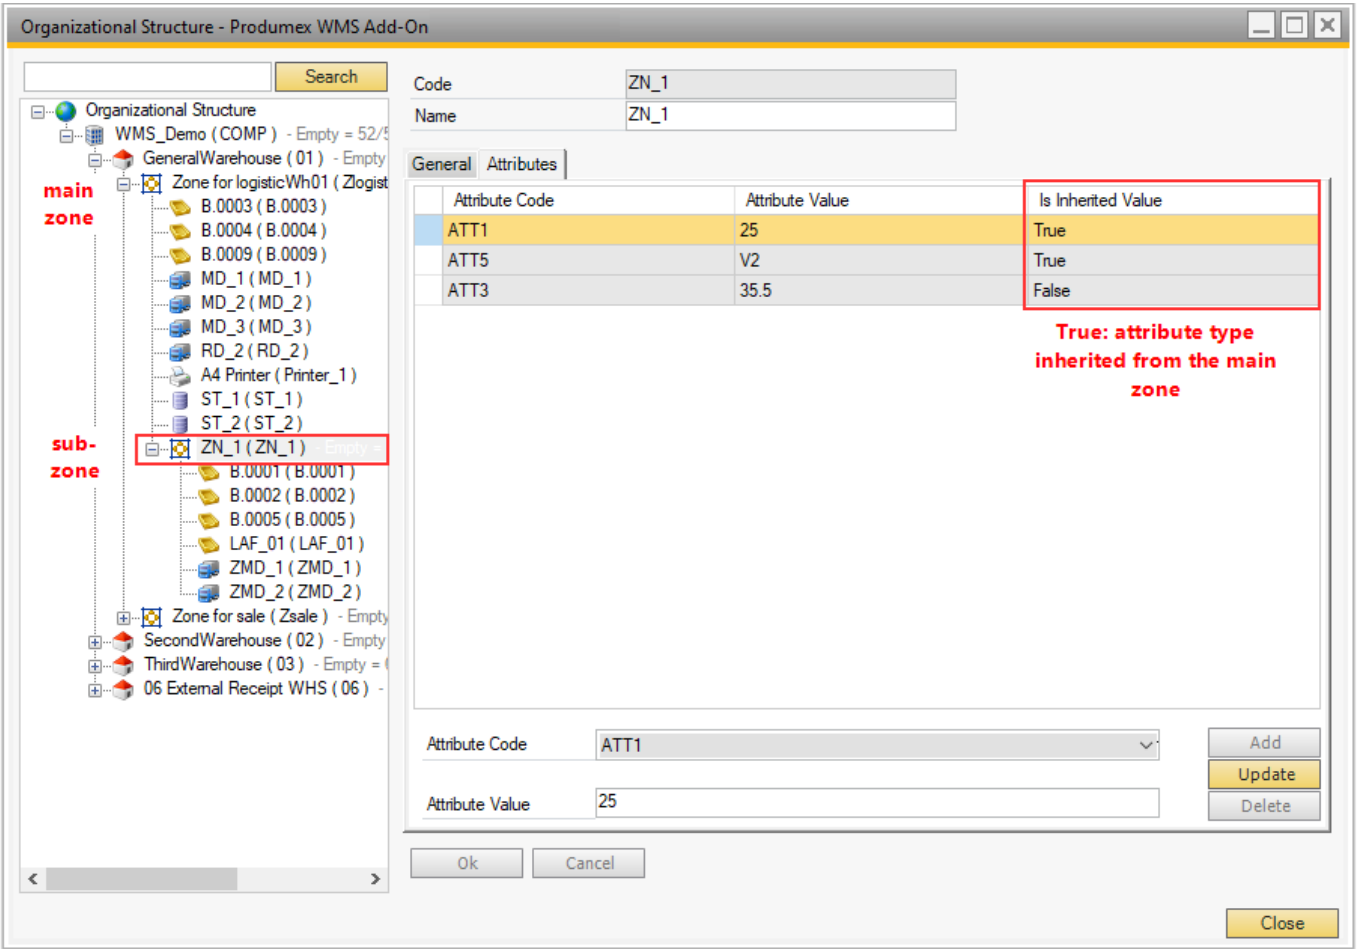 Organizational Structure - Produmex WMS Add-On
Search
Organizational Structure
WMS_Demo ( COMP ) - Empty = 52/5
GeneralWarehouse ( 01 ) - Empty
Zone for logisticWh01 ( Zlogist
main
zone
B.0003 ( B.0003 )
B.0004 ( B.0004 )
B.0009 ( B.0009 )
MD_1 ( MD_1 )
MD_2 ( MD_2 )
MD_3 ( MD_3 )
RD_2 ( RD_2 )
A4 Printer ( Printer_1 )
ST_1 ( ST_1 )
ST_2 ( ST_2 )
sub-
zone
ZN_1 ( ZN_1 ) - Empty =
B.0001 ( B.0001 )
B.0002 ( B.0002 )
B.0005 ( B.0005 )
LAF_01 ( LAF_01 )
ZMD_1 ( ZMD_1 )
ZMD_2 ( ZMD_2 )
Zone for sale ( Zsale ) - Empty
SecondWarehouse ( 02 ) - Empty
ThirdWarehouse ( 03 ) - Empty =
06 External Receipt WHS ( 06 ) -
Code ZN_1
Name ZN_1
General Attributes
Attribute Code Attribute Value Is Inherited Value
ATT1 25 True
ATT5 V2 True
ATT3 35.5 False
True: attribute type
inherited from the main
zone
Attribute Code ATT1
Add
Update
Attribute Value 25
Delete
Ok Cancel
Close